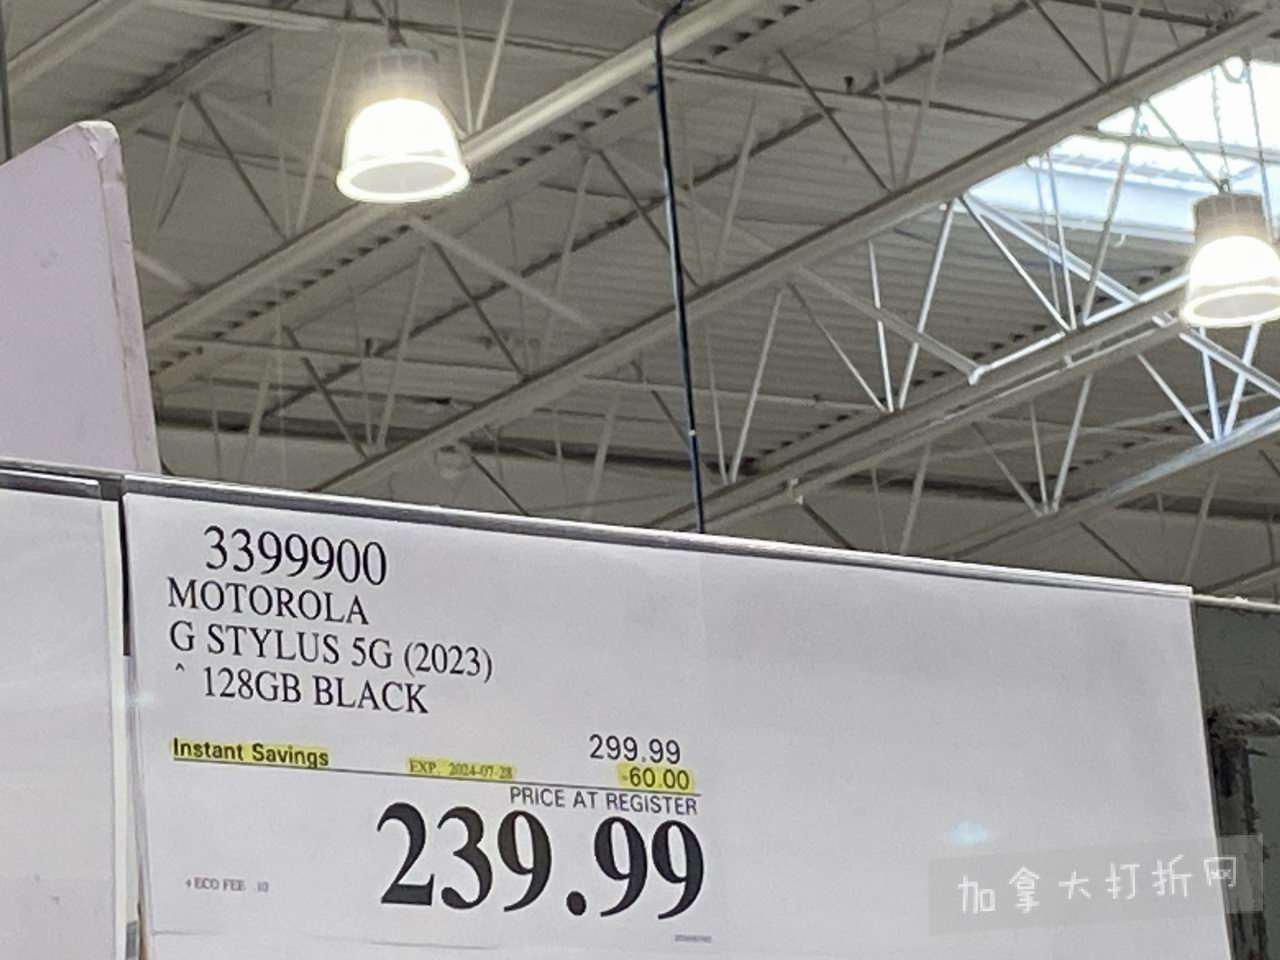 3399900
MOTOROLA
G STYLUS 5G (2023)
^ 128GB BLACK
299.99
Instant Savings EXP. 2024-07-28 -60.00
PRICE AT REGISTER
239.99
+ ECO FEE .10
加拿大打折网